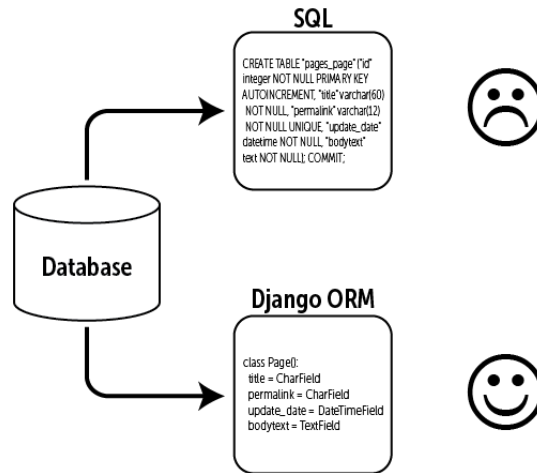 SQL
CREATE TABLE "pages_page" ("id"
integer NOT NULL PRIMARY KEY
AUTOINCREMENT, "title" varchar(60)
NOT NULL, "permalink" varchar(12)
NOT NULL UNIQUE, "update_date"
datetime NOT NULL, "bodytext"
text NOT NULL); COMMIT;
Database
Django ORM
class Page():
title = CharField
permalink = CharField
update_date = DateTimeField
bodytext = TextField